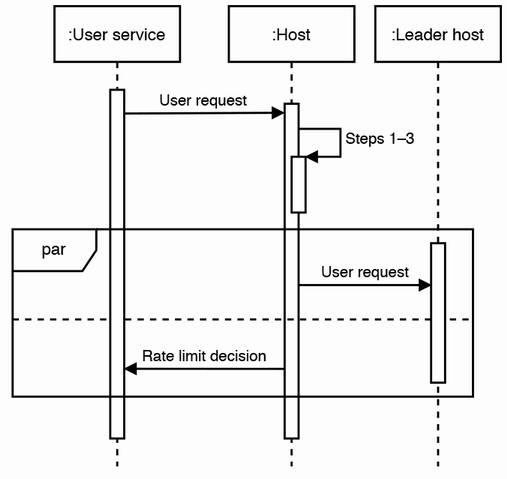 :User service
:Host
:Leader host
User request
Steps 1–3
par
User request
Rate limit decision